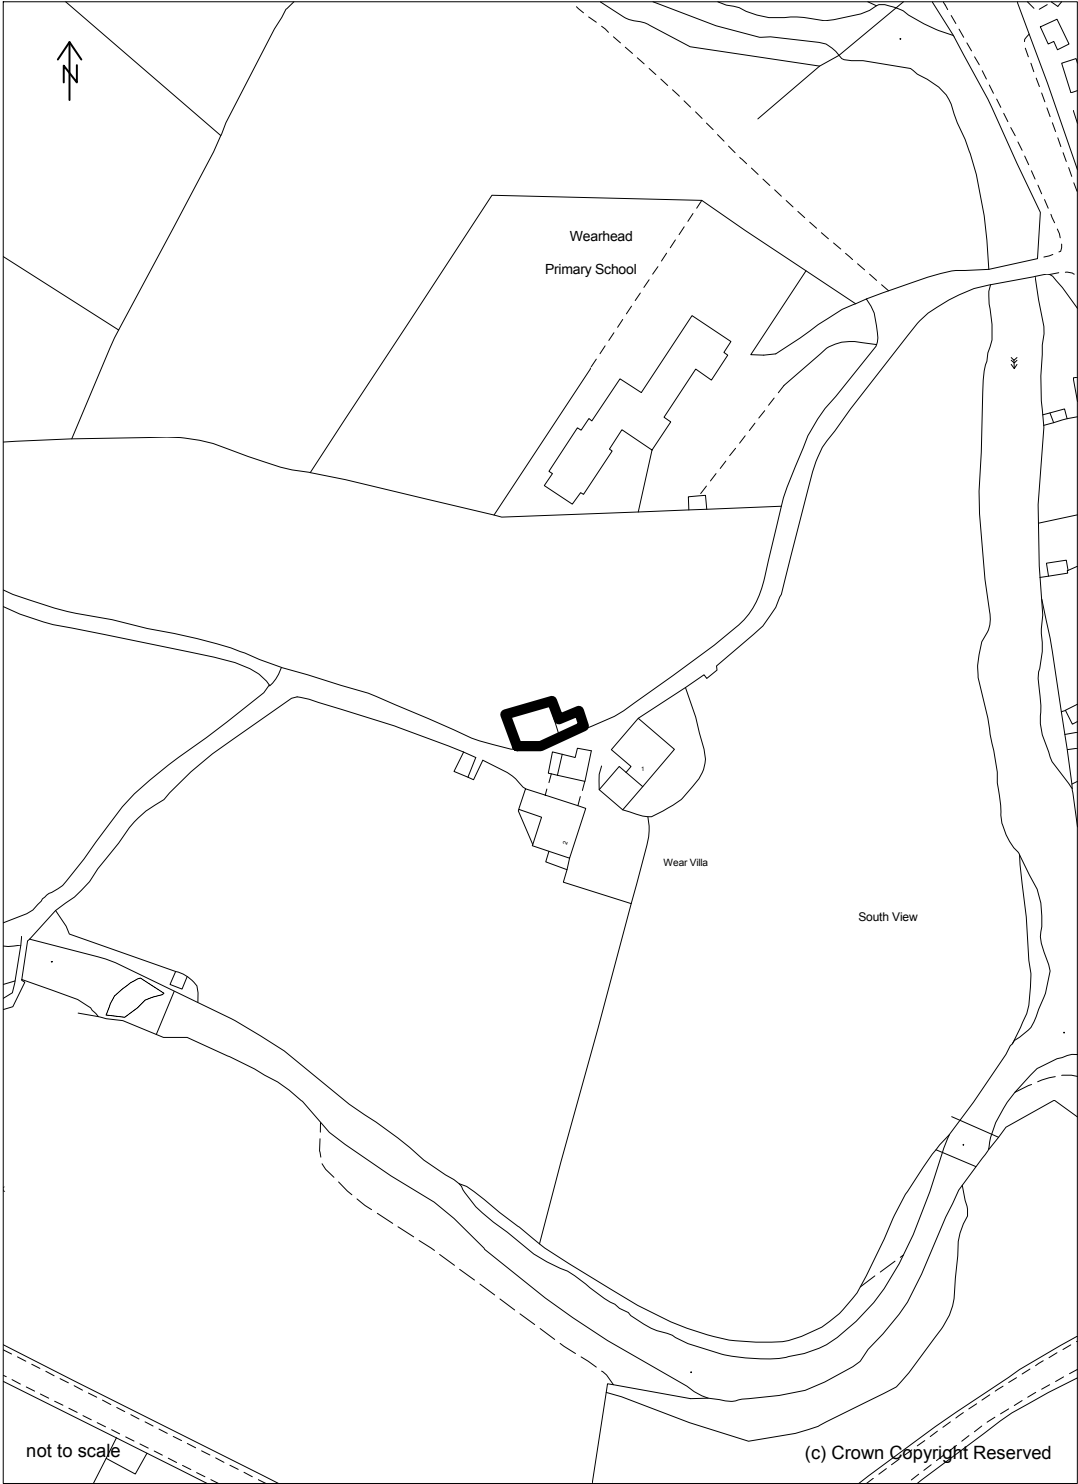 N
Wearhead
Primary School
1
2
Wear Villa
South View
not to scale
(c) Crown Copyright Reserved